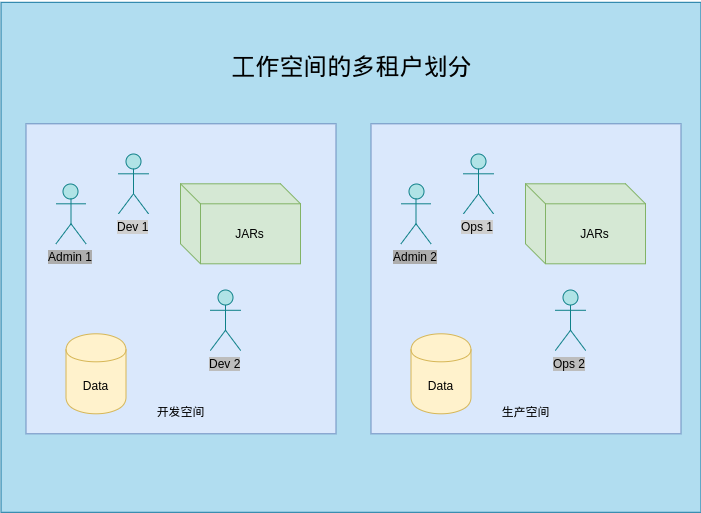 工作空间的多租户划分
Dev 1
Admin 1
JARs
Dev 2
Data
开发空间
Ops 1
Admin 2
JARs
Ops 2
Data
生产空间